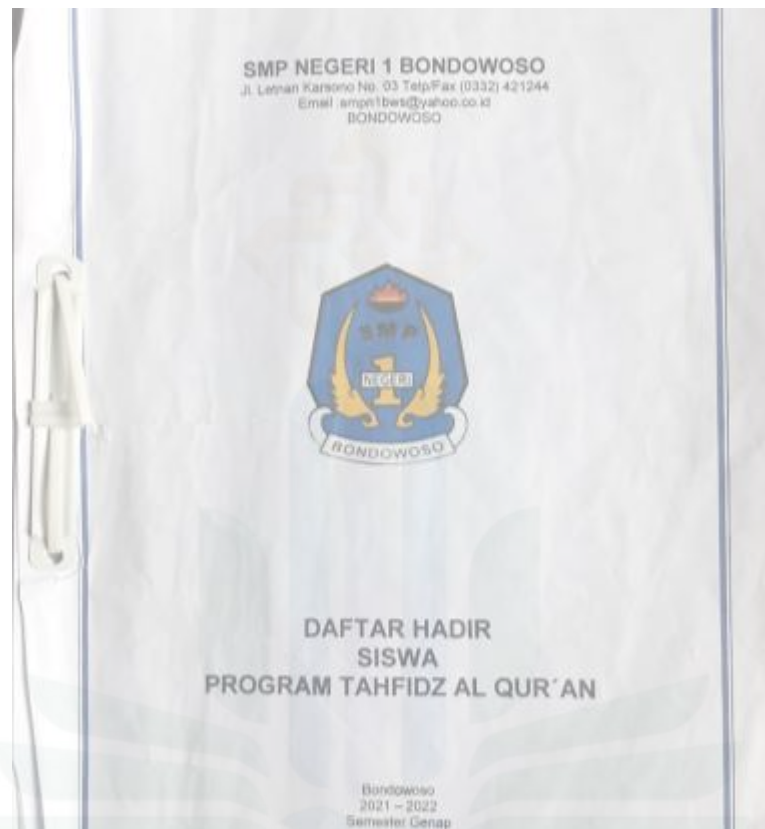 SMP NEGERI 1 BONDOWOSO
Jl. Letnan Karsono No. 03 Telp/Fax (0332) 421244
Email smpn1bws@yahoo.co.id
BONDOWOSO
SMP
NEGERI
1
BONDOWOSO
DAFTAR HADIR
SISWA
PROGRAM TAHFIDZ AL QUR´AN
Bondowoso
2021 – 2022
Semester Genap